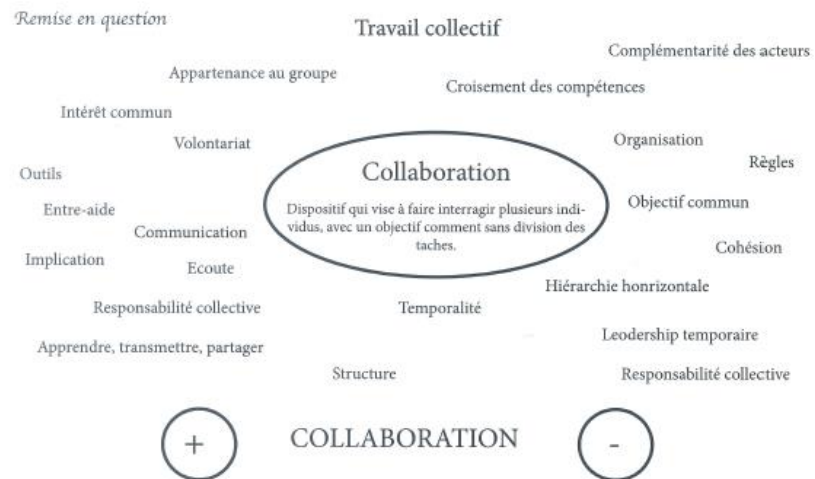 Remise en question
Travail collectif
Complémentarité des acteurs
Appartenance au groupe
Croisement des compétences
Intérêt commun
Volontariat
Organisation
Règles
Collaboration
Outils
Dispositif qui vise à faire interragir plusieurs indi-
vidus, avec un objectif comment sans division des
taches.
Objectif commun
Entre-aide
Communication
Cohésion
Implication
Ecoute
Hiérarchie honrizontale
Responsabilité collective
Temporalité
Leodership temporaire
Apprendre, transmettre, partager
Structure
Responsabilité collective
+
COLLABORATION
-